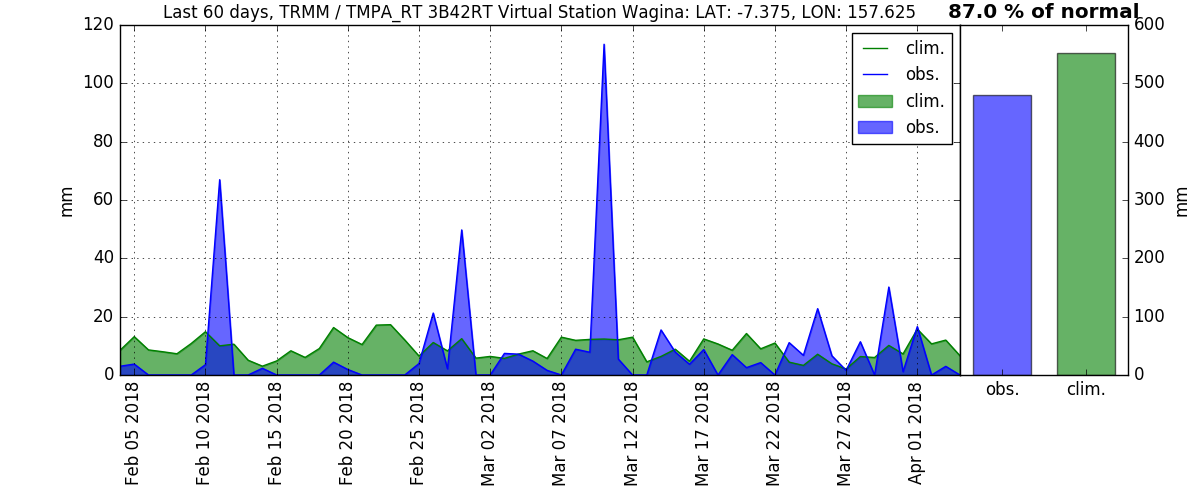 Last 60 days, TRMM / TMPA_RT 3B42RT Virtual Station Wagina: LAT: -7.375, LON: 157.625
87.0 % of normal
120
100
80
60
40
20
0
mm
clim.
obs.
clim.
obs.
600
500
400
300
200
100
0
mm
obs.
clim.
Feb 05 2018
Feb 10 2018
Feb 15 2018
Feb 20 2018
Feb 25 2018
Mar 02 2018
Mar 07 2018
Mar 12 2018
Mar 17 2018
Mar 22 2018
Mar 27 2018
Apr 01 2018